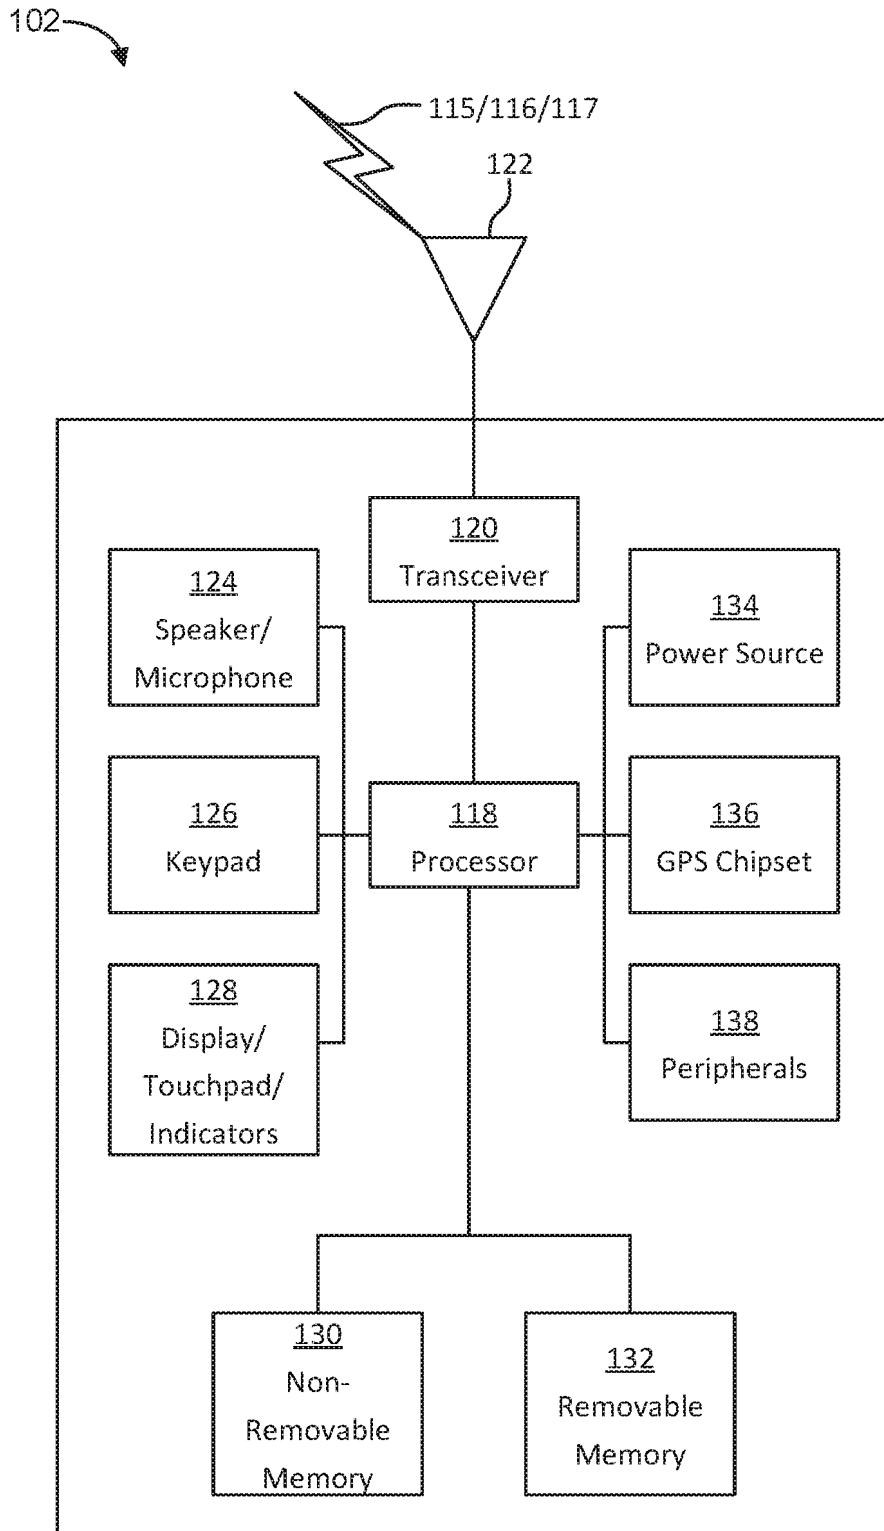 102
115/116/117
122
120
Transceiver
124
Speaker/
Microphone
134
Power Source
126
Keypad
118
Processor
136
GPS Chipset
128
Display/
Touchpad/
Indicators
138
Peripherals
130
Non-
Removable
Memory
132
Removable
Memory